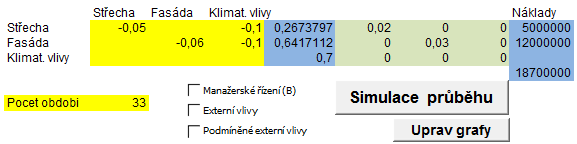 Střecha Fasáda Klimat. vlivy Náklady
Střecha -0,05 -0,1 0,2673797 0,02 0 0 5000000
Fasáda -0,06 -0,1 0,6417112 0 0,03 0 12000000
Klimat. vlivy 0,7 0 0
18700000
Pocet obdobi 33
Manažerské řízení (B)
Externí vlivy
Podmíněné externí vlivy
Simulace průběhu
Uprav grafy